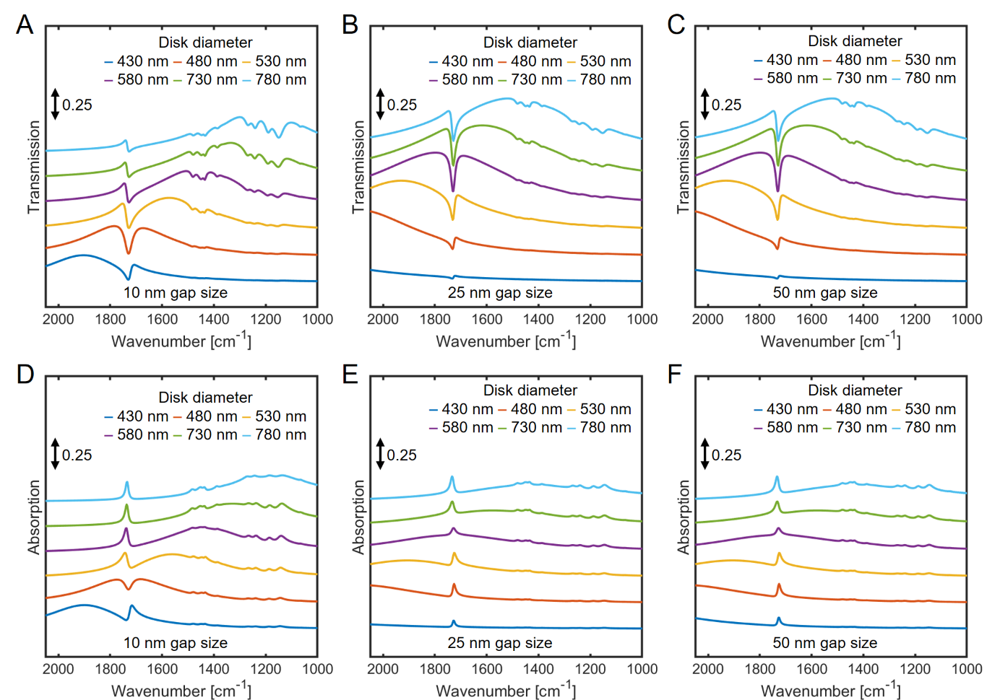 A
Disk diameter
430 nm 480 nm 530 nm
580 nm 730 nm 780 nm
0.25
Transmission
10 nm gap size
2000 1800 1600 1400 1200 1000
Wavenumber [cm-1]
B
Disk diameter
430 nm 480 nm 530 nm
580 nm 730 nm 780 nm
0.25
Transmission
25 nm gap size
2000 1800 1600 1400 1200 1000
Wavenumber [cm-1]
C
Disk diameter
430 nm 480 nm 530 nm
580 nm 730 nm 780 nm
0.25
Transmission
50 nm gap size
2000 1800 1600 1400 1200 1000
Wavenumber [cm-1]
D
Disk diameter
430 nm 480 nm 530 nm
580 nm 730 nm 780 nm
0.25
Absorption
10 nm gap size
2000 1800 1600 1400 1200 1000
Wavenumber [cm-1]
E
Disk diameter
430 nm 480 nm 530 nm
580 nm 730 nm 780 nm
0.25
Absorption
25 nm gap size
2000 1800 1600 1400 1200 1000
Wavenumber [cm-1]
F
Disk diameter
430 nm 480 nm 530 nm
580 nm 730 nm 780 nm
0.25
Absorption
50 nm gap size
2000 1800 1600 1400 1200 1000
Wavenumber [cm-1]